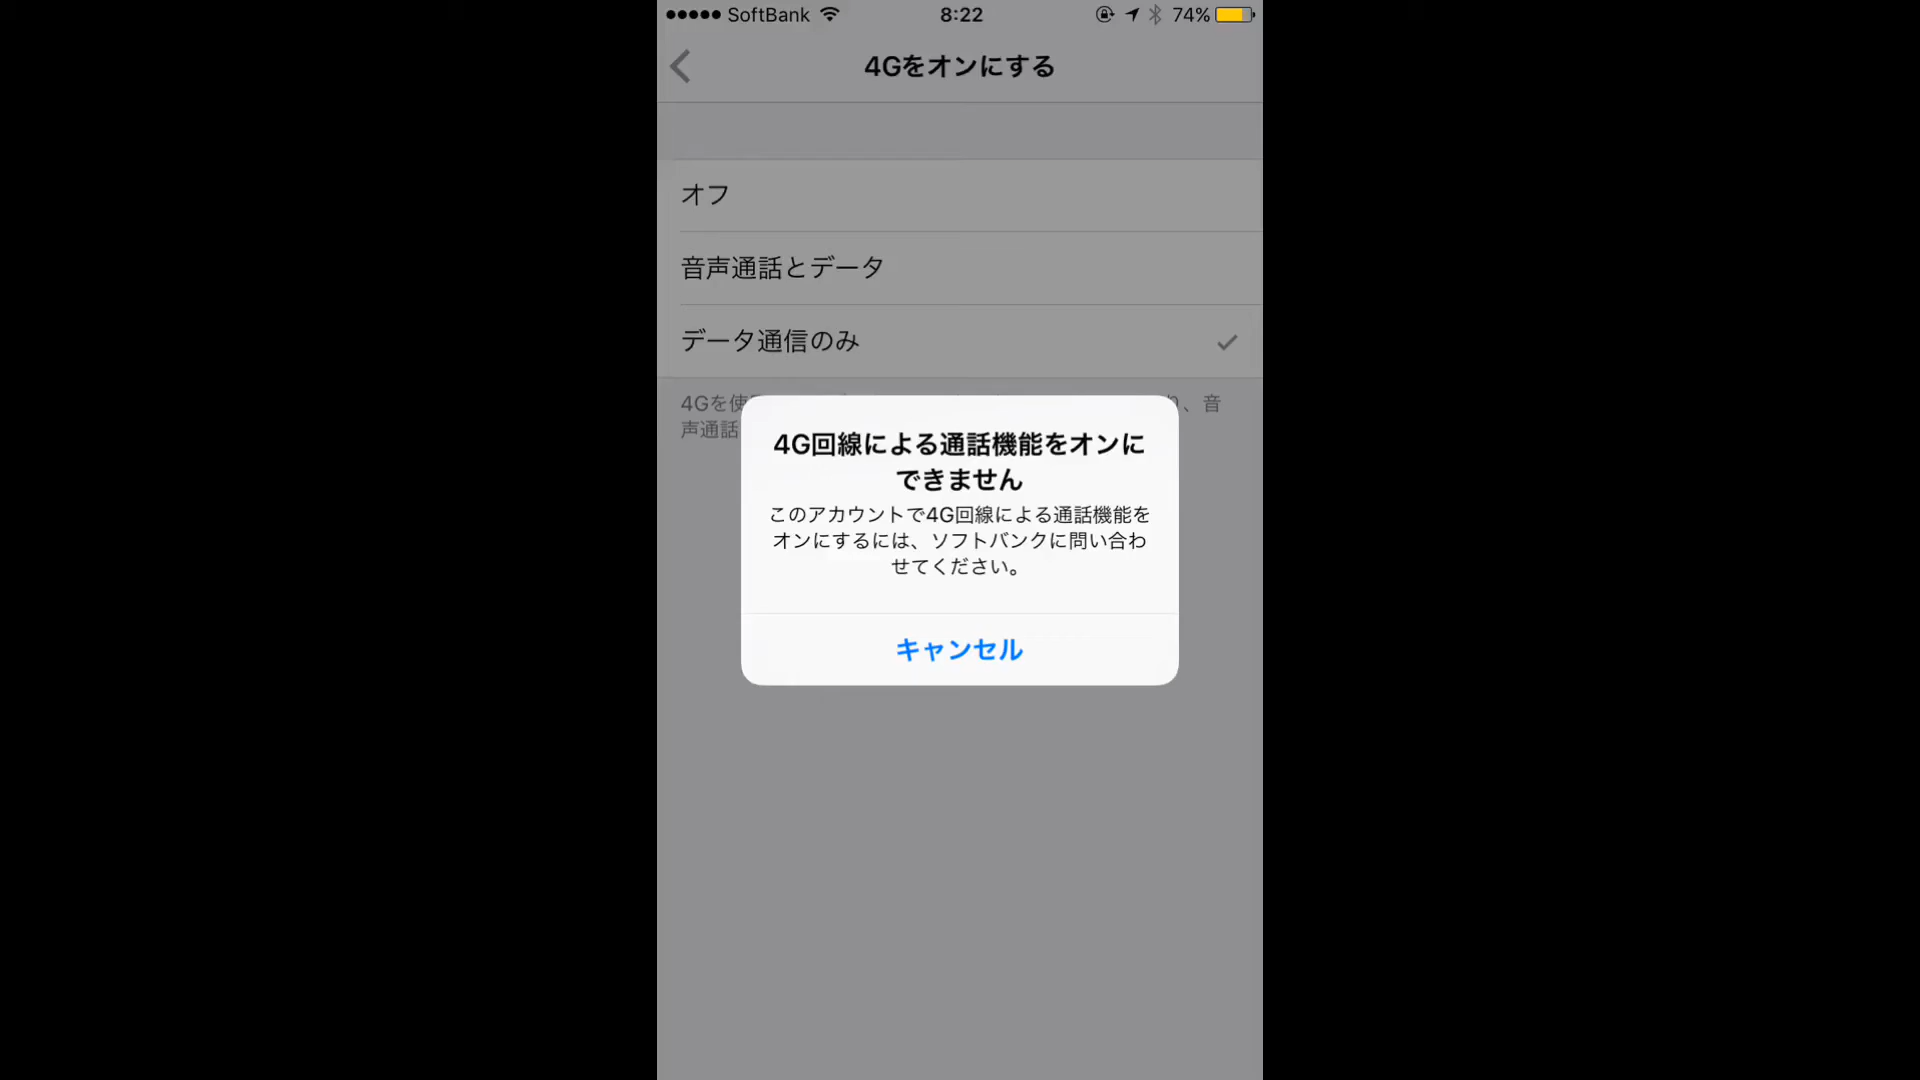 SoftBank 8:22 74%
4Gをオンにする
オフ
音声通話とデータ
データ通信のみ
4Gを使 、音
声通話
4G回線による通話機能をオンに
できません
このアカウントで4G回線による通話機能を
オンにするには、ソフトバンクに問い合わ
せてください。
キャンセル